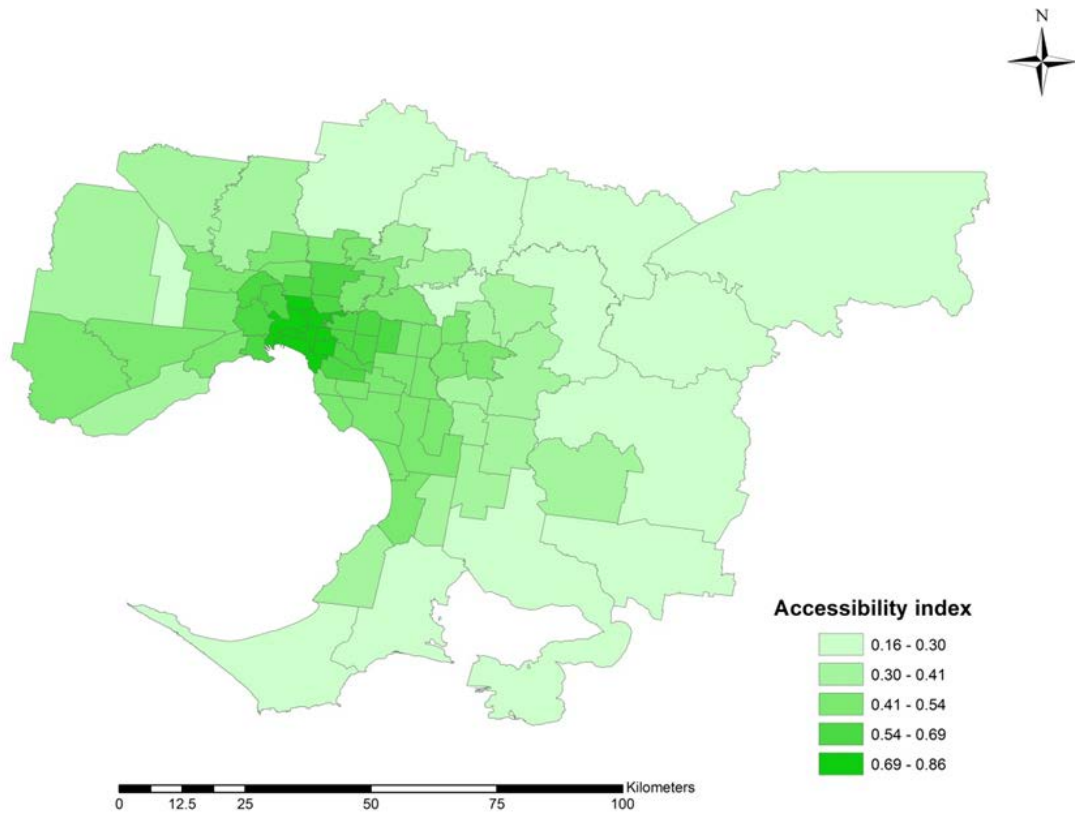 N
Accessibility index
0.16 - 0.30
0.30 - 0.41
0.41 - 0.54
0.54 - 0.69
0.69 - 0.86
Kilometers
0 12.5 25 50 75 100